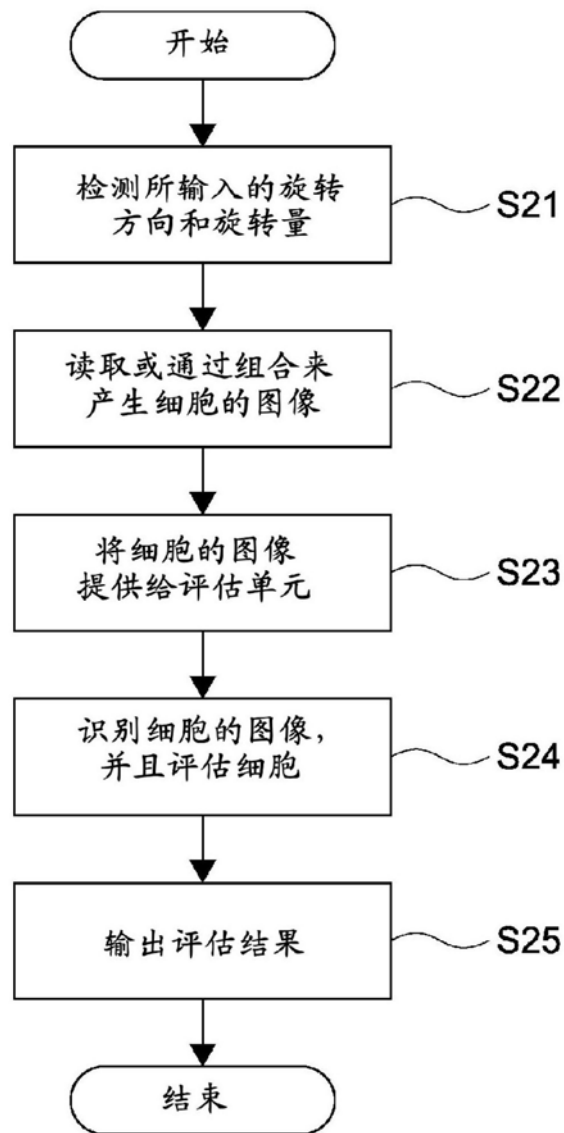 开始
检测所输入的旋转
方向和旋转量
S21
读取或通过组合来
产生细胞的图像
S22
将细胞的图像
提供给评估单元
S23
识别细胞的图像，
并且评估细胞
S24
输出评估结果
S25
结束